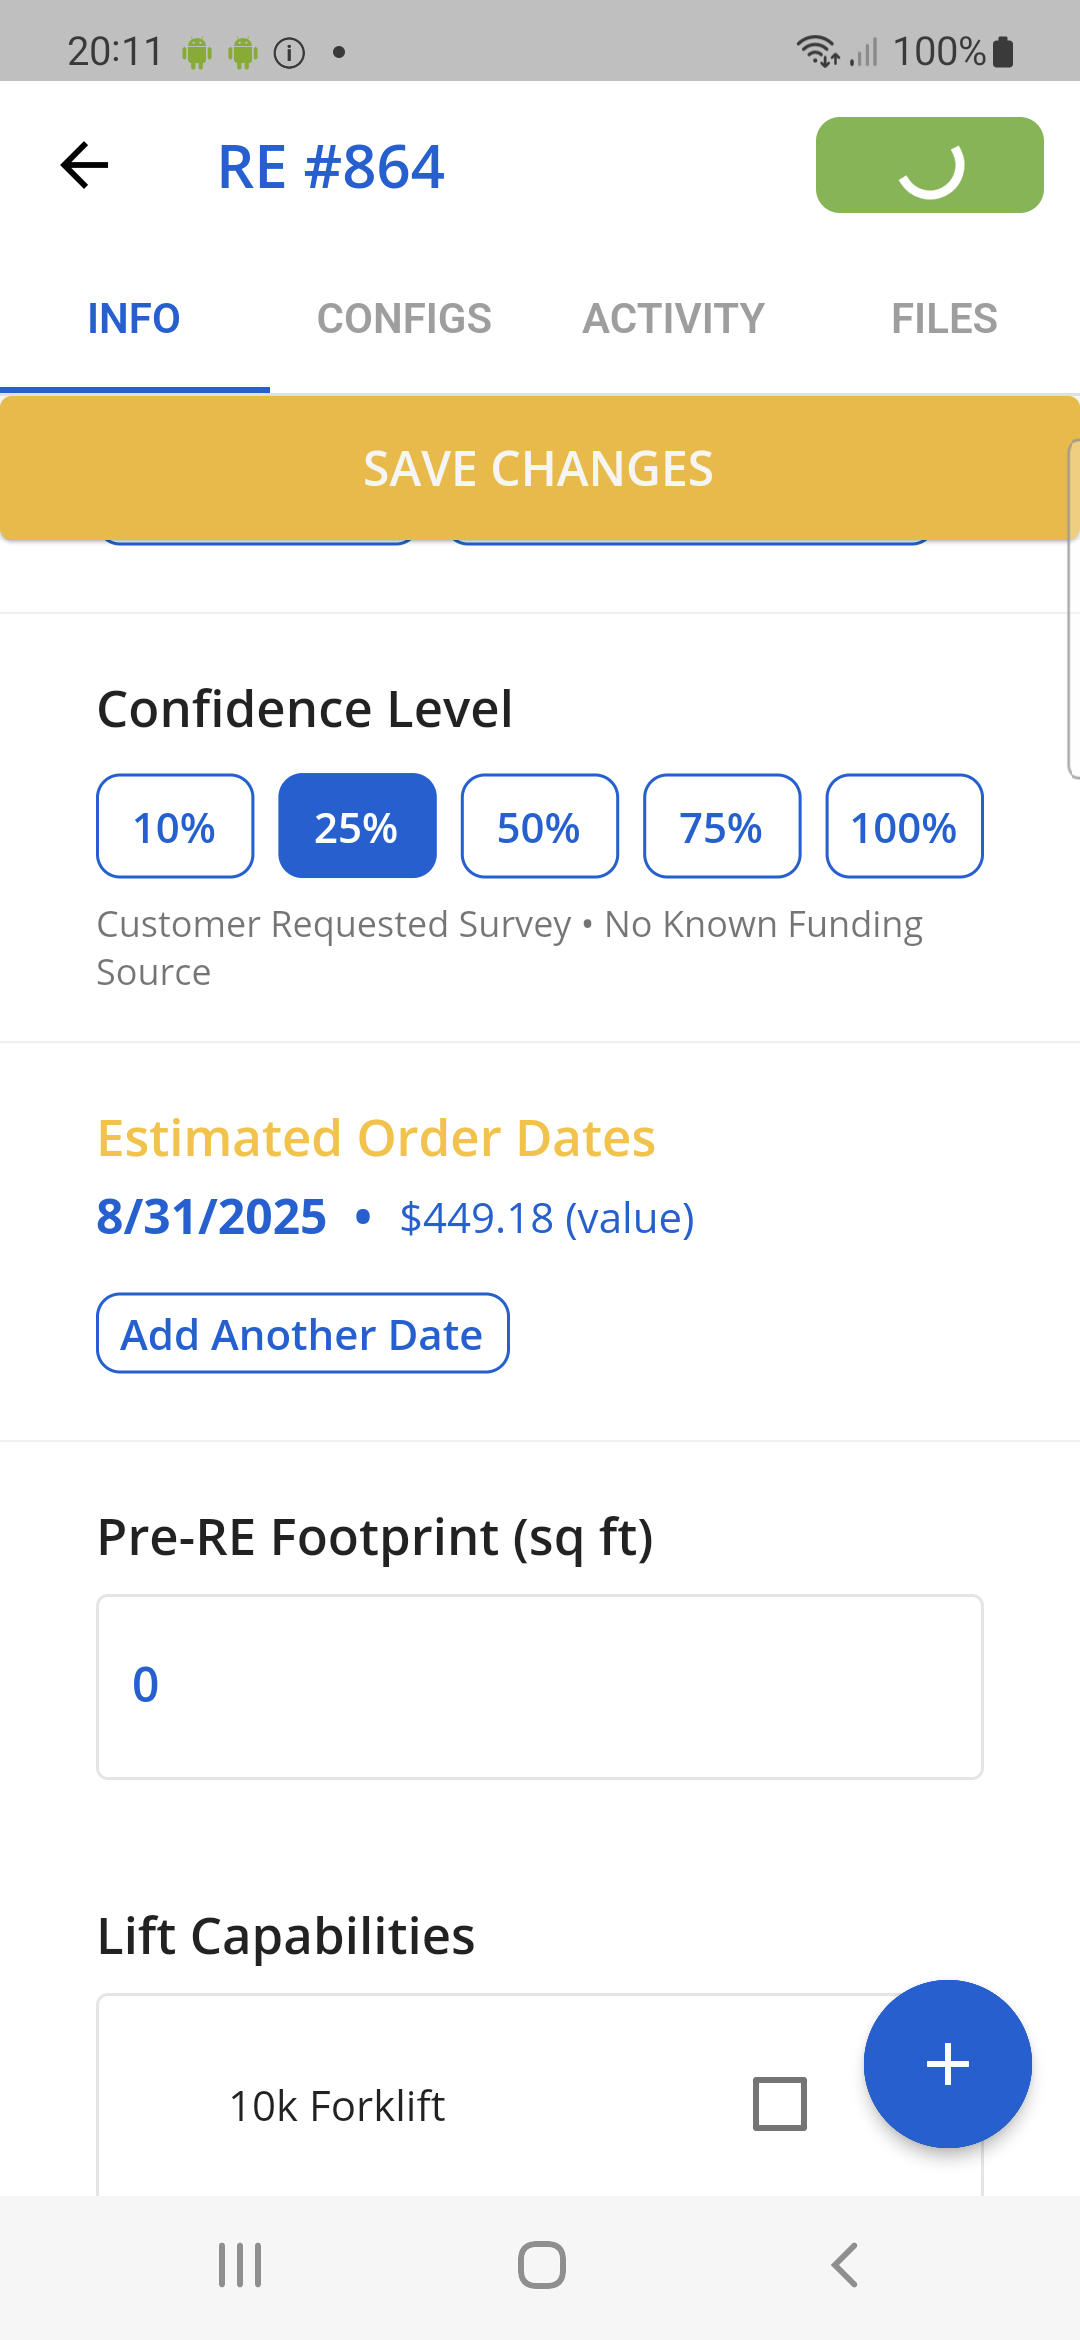 20:11
100%
RE #864
INFO
CONFIGS
ACTIVITY
FILES
SAVE CHANGES
Confidence Level
10%
25%
50%
75%
100%
Customer Requested Survey • No Known Funding
Source
Estimated Order Dates
8/31/2025 • $449.18 (value)
Add Another Date
Pre-RE Footprint (sq ft)
0
Lift Capabilities
10k Forklift